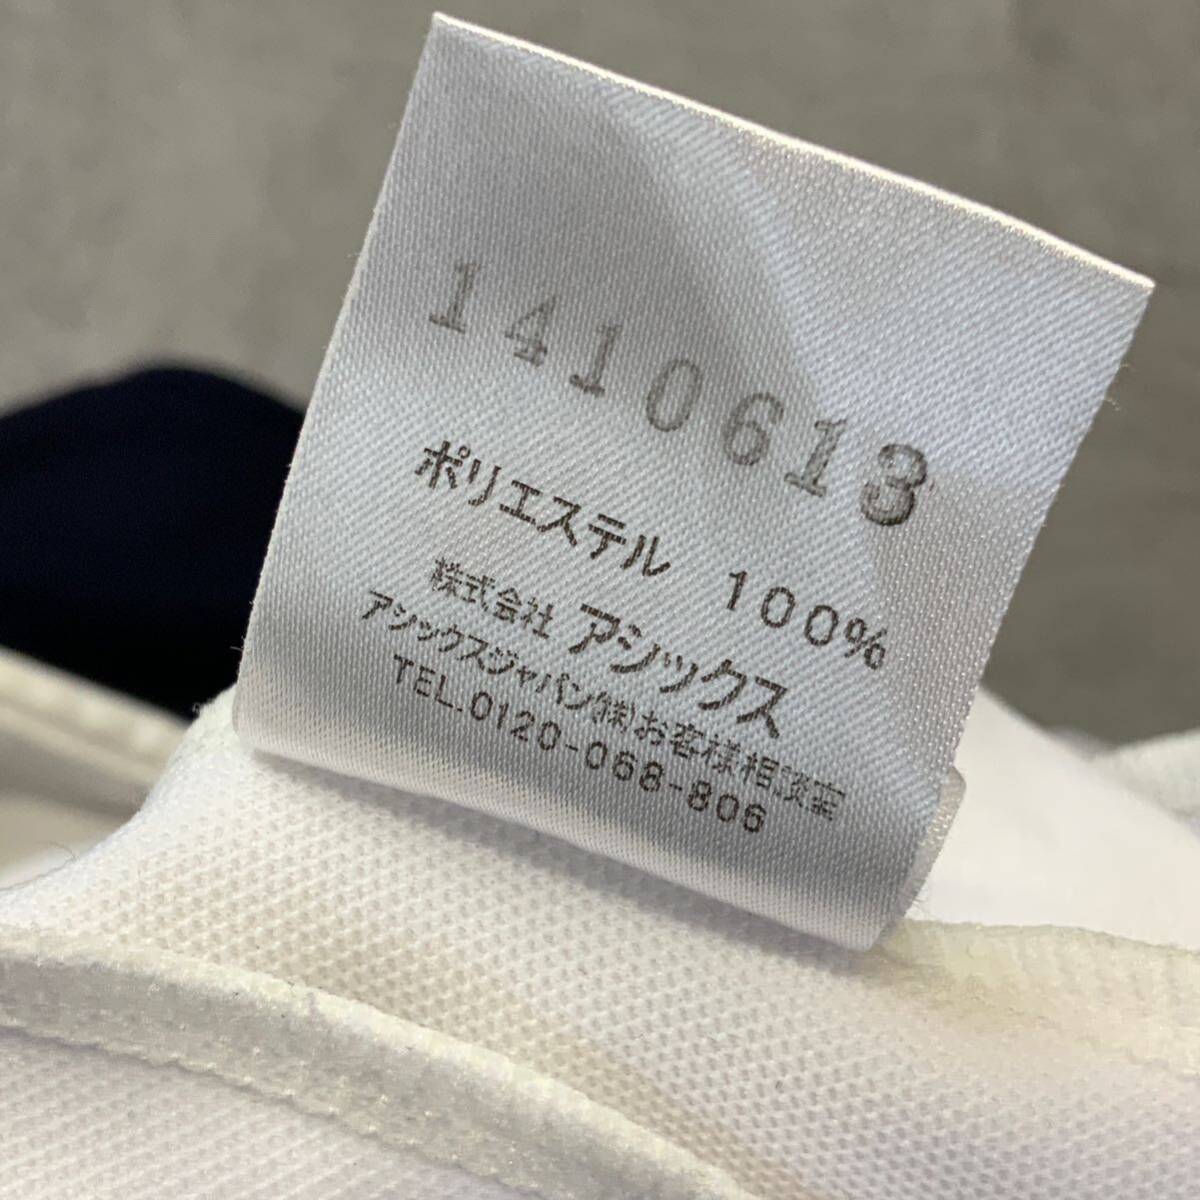 1410613
ポリエステル 100%
株式会社 アシックス
アシックスジャパン(株)お客様相談室
TEL.0120-068-806